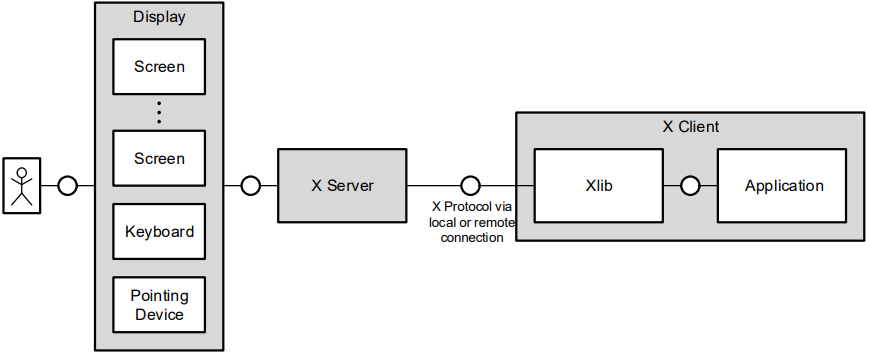 Display
Screen
Screen
Keyboard
Pointing
Device
X Server
X Protocol via
local or remote
connection
X Client
Xlib
Application